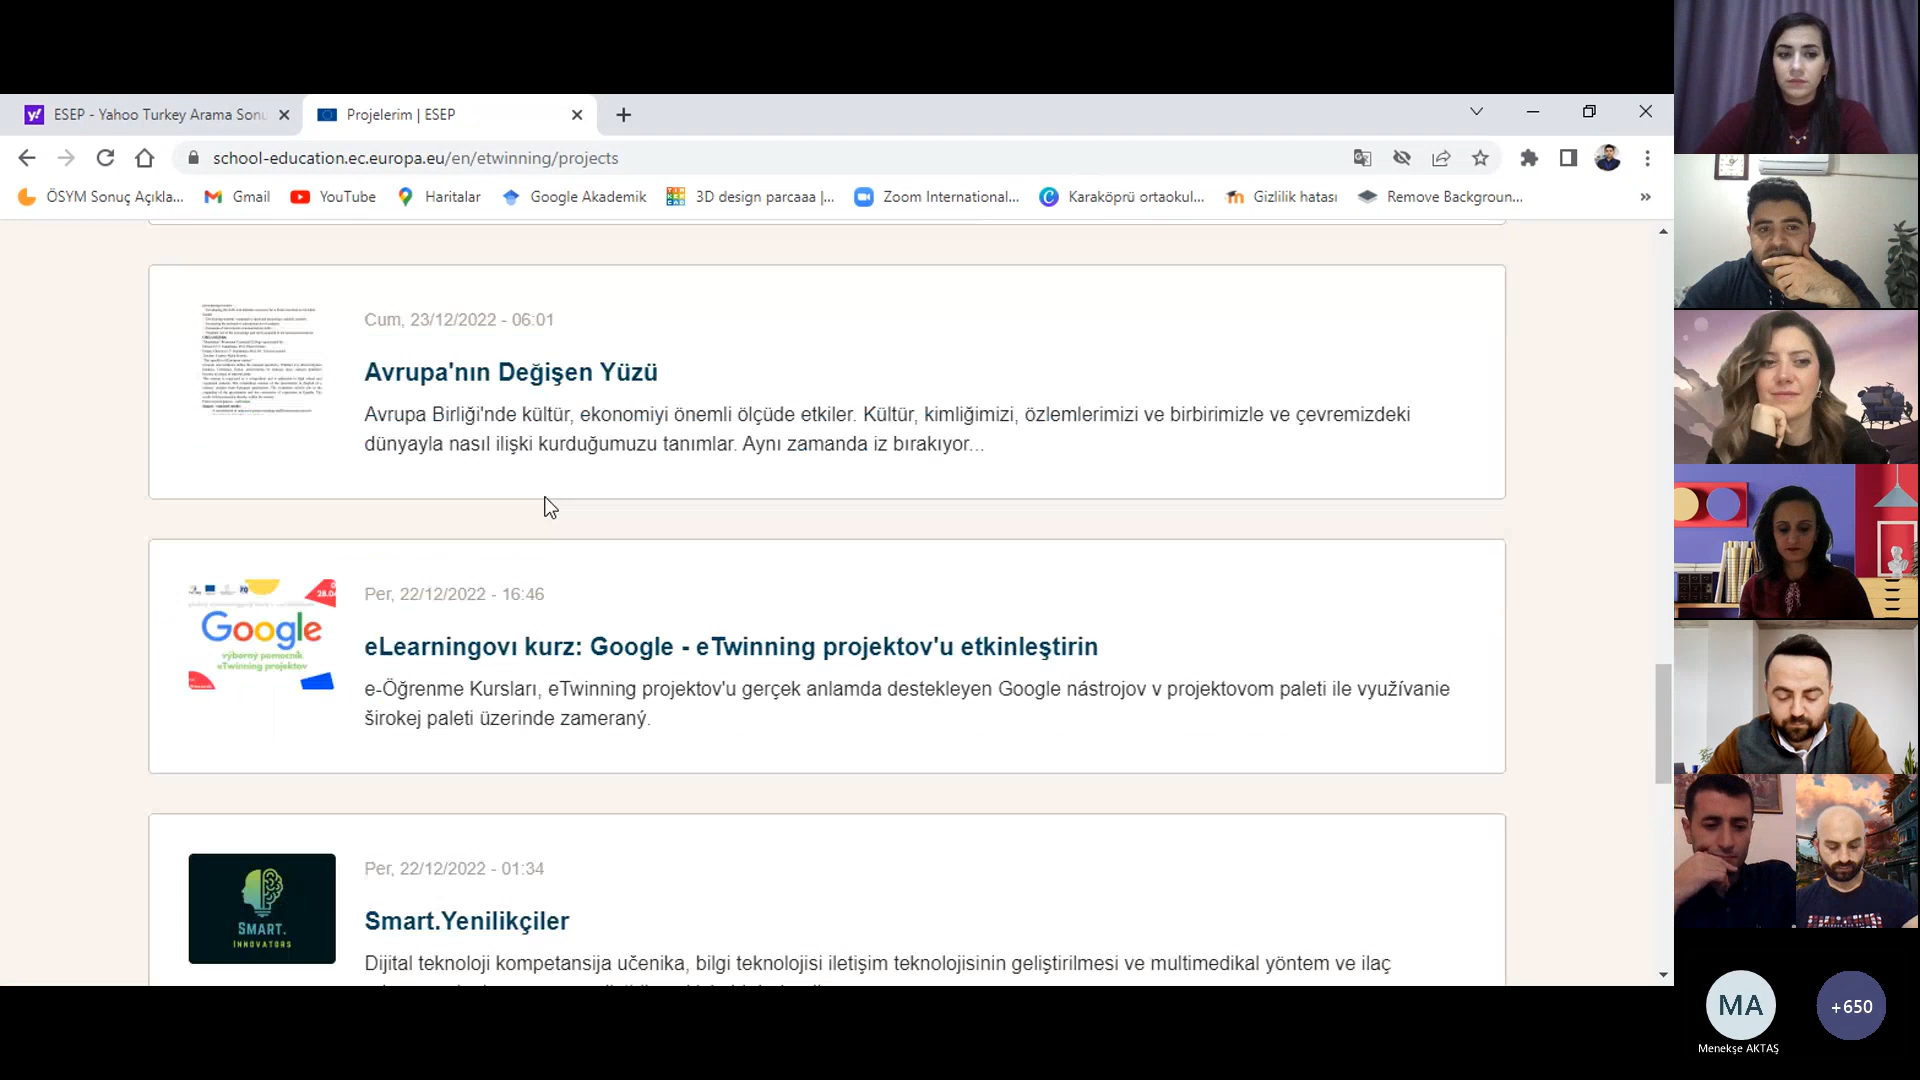 ESEP - Yahoo Turkey Arama Sonu
Projelerim | ESEP
school-education.ec.europa.eu/en/etwinning/projects
ÖSYM Sonuç Açıkla...
Gmail
YouTube
Haritalar
Google Akademik
3D design parcaaa |...
Zoom International...
Karaköprü ortaokul...
Gizlilik hatası
Remove Backgroun...
»
Cum, 23/12/2022 - 06:01
Avrupa'nın Değişen Yüzü
Avrupa Birliği'nde kültür, ekonomiyi önemli ölçüde etkiler. Kültür, kimliğimizi, özlemlerimizi ve birbirimizle ve çevremizdeki
dünyayla nasıl ilişki kurduğumuzu tanımlar. Aynı zamanda iz bırakıyor...
Google
výborný pomocník
eTwinning projektov
Per, 22/12/2022 - 16:46
eLearningovı kurz: Google - eTwinning projektov'u etkinleştirin
e-Öğrenme Kursları, eTwinning projektov'u gerçek anlamda destekleyen Google nástrojov v projektovom paleti ile využívanie
širokej paleti üzerinde zameraný.
SMART.
INNOVATORS
Per, 22/12/2022 - 01:34
Smart.Yenilikçiler
Dijital teknoloji kompetansija učenika, bilgi teknolojisi iletişim teknolojisinin geliştirilmesi ve multimedikal yöntem ve ilaç
MA
+650
Menekşe AKTAŞ